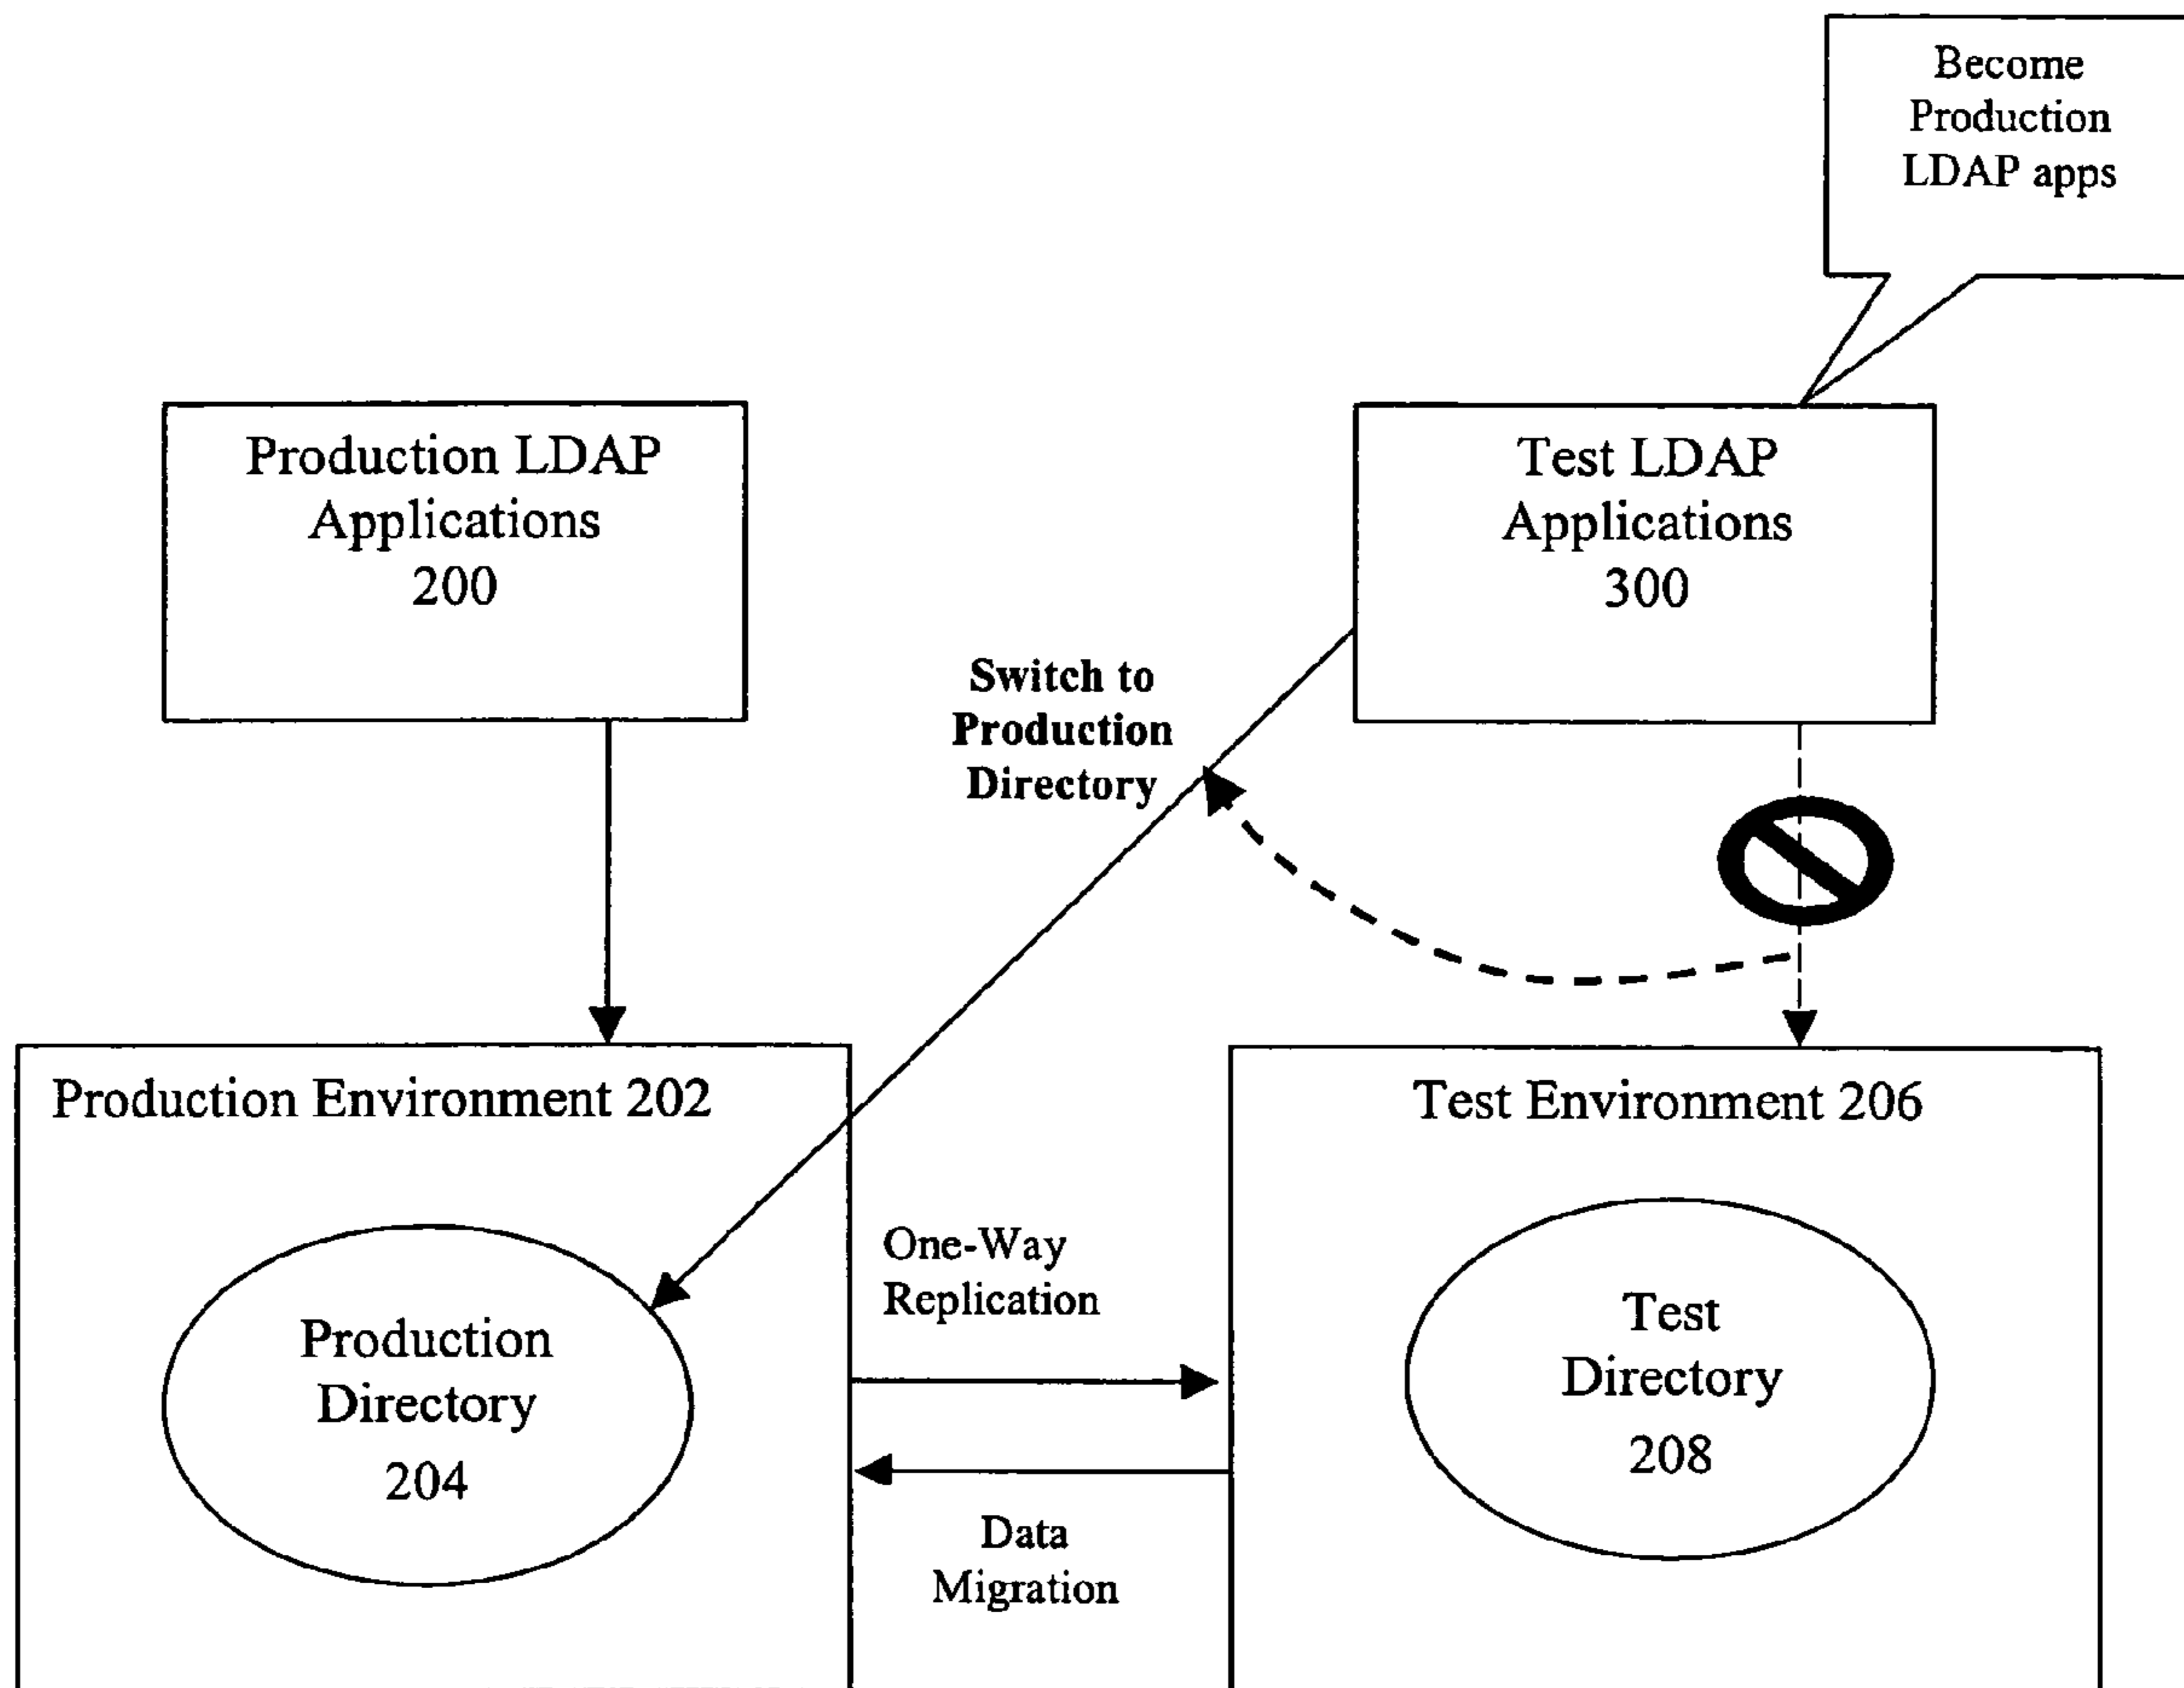 Become
Production
LDAP apps
Production LDAP
Applications
200
Test LDAP
Applications
300
Switch to
Production
Directory
Production Environment 202
Test Environment 206
One-Way
Replication
Production
Directory
204
Test
Directory
208
Data
Migration